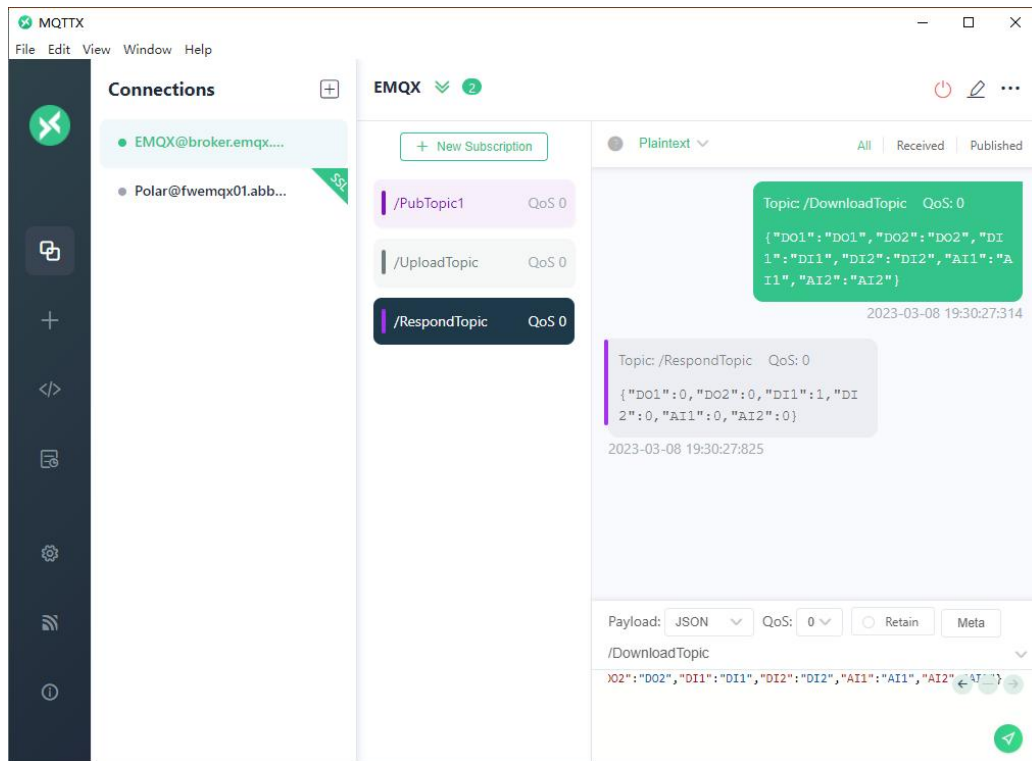 MQTTX
File Edit View Window Help
Connections
EMQX@broker.emqx....
Polar@fwemqx01.abb...
SSL
EMQX 2
+ New Subscription
/PubTopic1 QoS 0
/UploadTopic QoS 0
/RespondTopic QoS 0
Plaintext
All Received Published
Topic: /DownloadTopic QoS: 0
{"DO1":"DO1","DO2":"DO2","DI
1":"DI1","DI2":"DI2","AI1":"A
I1","AI2":"AI2"}
2023-03-08 19:30:27:314
Topic: /RespondTopic QoS: 0
{"DO1":0,"DO2":0,"DI1":1,"DI
2":0,"AI1":0,"AI2":0}
2023-03-08 19:30:27:825
Payload: JSON QoS: 0 Retain Meta
/DownloadTopic
O2":"DO2","DI1":"DI1","DI2":"DI2","AI1":"AI1","AI2"